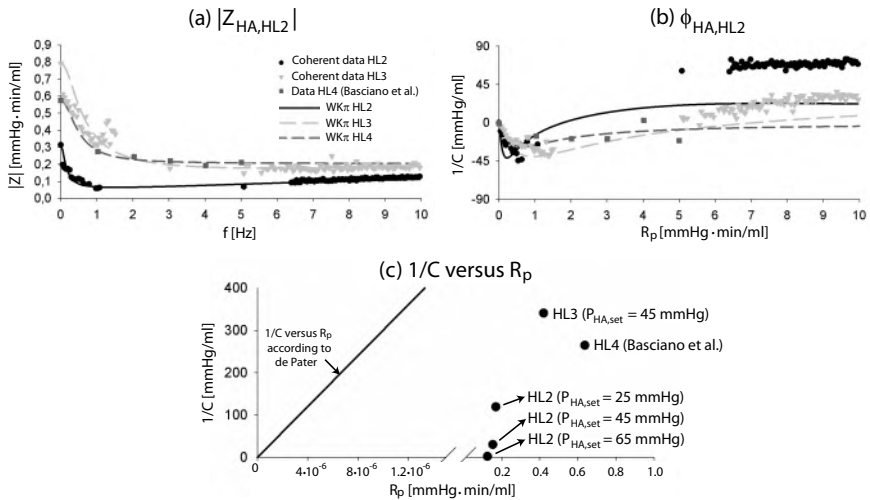 (a) |Z_HA,HL2|
|Z| [mmHg·min/ml]
0,9
0,8
0,7
0,6
0,5
0,4
0,3
0,2
0,1
0,0
0
1
2
3
4
5
6
7
8
9
10
f [Hz]
Coherent data HL2
Coherent data HL3
Data HL4 (Basciano et al.)
WKπ HL2
WKπ HL3
WKπ HL4
(b) ϕ_HA,HL2
1/C [mmHg/ml]
90
45
0
-45
-90
0
1
2
3
4
5
6
7
8
9
10
R_p [mmHg·min/ml]
(c) 1/C versus R_p
1/C [mmHg/ml]
400
300
200
100
0
1/C versus R_p
according to
de Pater
HL3 (P_HA,set = 45 mmHg)
HL4 (Basciano et al.)
HL2 (P_HA,set = 25 mmHg)
HL2 (P_HA,set = 45 mmHg)
HL2 (P_HA,set = 65 mmHg)
0
4·10⁻⁶
8·10⁻⁶
1.2·10⁻⁶
0.2
0.4
0.6
0.8
1.0
R_p [mmHg·min/ml]